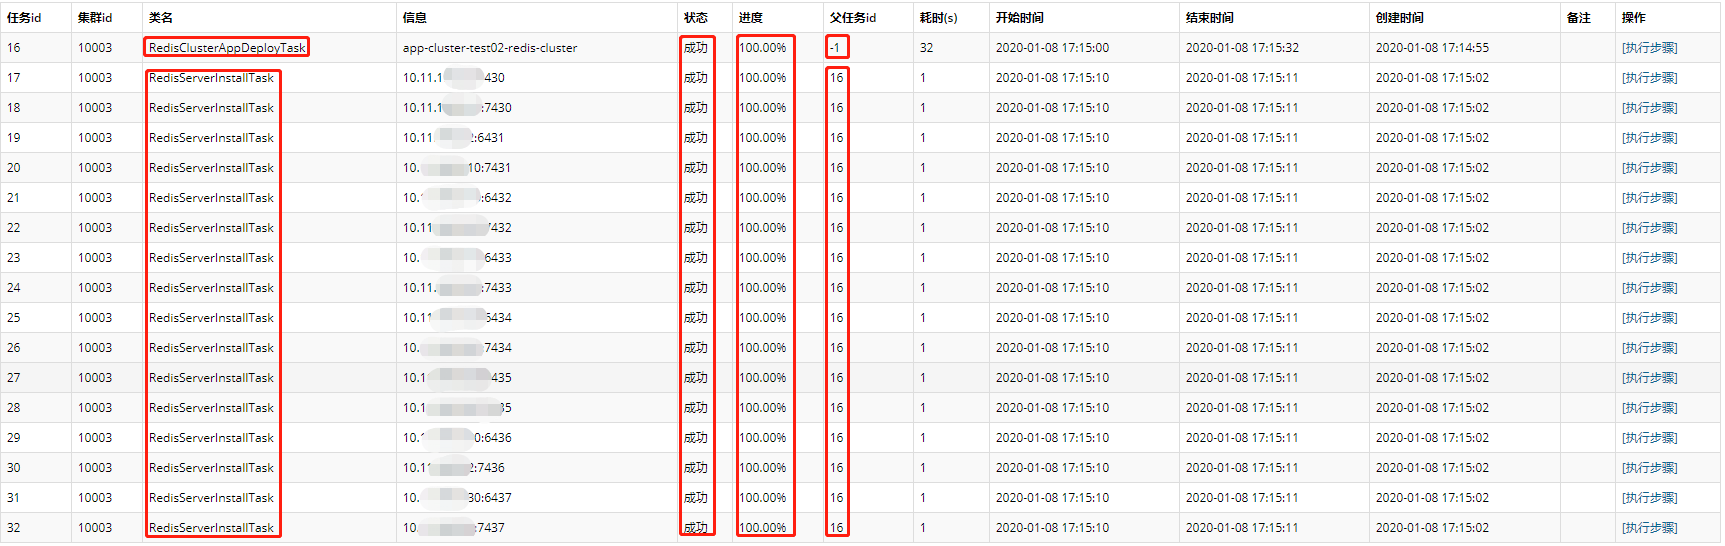 任务id 集群id 类名 信息 状态 进度 父任务id 耗时(s) 开始时间 结束时间 创建时间 备注 操作
16 10003 RedisClusterAppDeployTask app-cluster-test02-redis-cluster 成功 100.00% -1 32 2020-01-08 17:15:00 2020-01-08 17:15:32 2020-01-08 17:14:55 [执行步骤]
17 10003 RedisServerInstallTask 10.11.1 430 成功 100.00% 16 1 2020-01-08 17:15:10 2020-01-08 17:15:11 2020-01-08 17:15:02 [执行步骤]
18 10003 RedisServerInstallTask 10.11.1 :7430 成功 100.00% 16 1 2020-01-08 17:15:10 2020-01-08 17:15:11 2020-01-08 17:15:02 [执行步骤]
19 10003 RedisServerInstallTask 10.11 :6431 成功 100.00% 16 1 2020-01-08 17:15:10 2020-01-08 17:15:11 2020-01-08 17:15:02 [执行步骤]
20 10003 RedisServerInstallTask 10. 10:7431 成功 100.00% 16 1 2020-01-08 17:15:10 2020-01-08 17:15:11 2020-01-08 17:15:02 [执行步骤]
21 10003 RedisServerInstallTask 10. :6432 成功 100.00% 16 1 2020-01-08 17:15:10 2020-01-08 17:15:11 2020-01-08 17:15:02 [执行步骤]
22 10003 RedisServerInstallTask 10.11 7432 成功 100.00% 16 1 2020-01-08 17:15:10 2020-01-08 17:15:11 2020-01-08 17:15:02 [执行步骤]
23 10003 RedisServerInstallTask 10. 6433 成功 100.00% 16 1 2020-01-08 17:15:10 2020-01-08 17:15:11 2020-01-08 17:15:02 [执行步骤]
24 10003 RedisServerInstallTask 10.11. :7433 成功 100.00% 16 1 2020-01-08 17:15:10 2020-01-08 17:15:11 2020-01-08 17:15:02 [执行步骤]
25 10003 RedisServerInstallTask 10.11 6434 成功 100.00% 16 1 2020-01-08 17:15:10 2020-01-08 17:15:11 2020-01-08 17:15:02 [执行步骤]
26 10003 RedisServerInstallTask 10. :7434 成功 100.00% 16 1 2020-01-08 17:15:10 2020-01-08 17:15:11 2020-01-08 17:15:02 [执行步骤]
27 10003 RedisServerInstallTask 10.1 435 成功 100.00% 16 1 2020-01-08 17:15:10 2020-01-08 17:15:11 2020-01-08 17:15:02 [执行步骤]
28 10003 RedisServerInstallTask 10.1 35 成功 100.00% 16 1 2020-01-08 17:15:10 2020-01-08 17:15:11 2020-01-08 17:15:02 [执行步骤]
29 10003 RedisServerInstallTask 10. 0:6436 成功 100.00% 16 1 2020-01-08 17:15:10 2020-01-08 17:15:11 2020-01-08 17:15:02 [执行步骤]
30 10003 RedisServerInstallTask 10.11 2:7436 成功 100.00% 16 1 2020-01-08 17:15:10 2020-01-08 17:15:11 2020-01-08 17:15:02 [执行步骤]
31 10003 RedisServerInstallTask 10. 30:6437 成功 100.00% 16 1 2020-01-08 17:15:10 2020-01-08 17:15:11 2020-01-08 17:15:02 [执行步骤]
32 10003 RedisServerInstallTask 10. :7437 成功 100.00% 16 1 2020-01-08 17:15:10 2020-01-08 17:15:11 2020-01-08 17:15:02 [执行步骤]